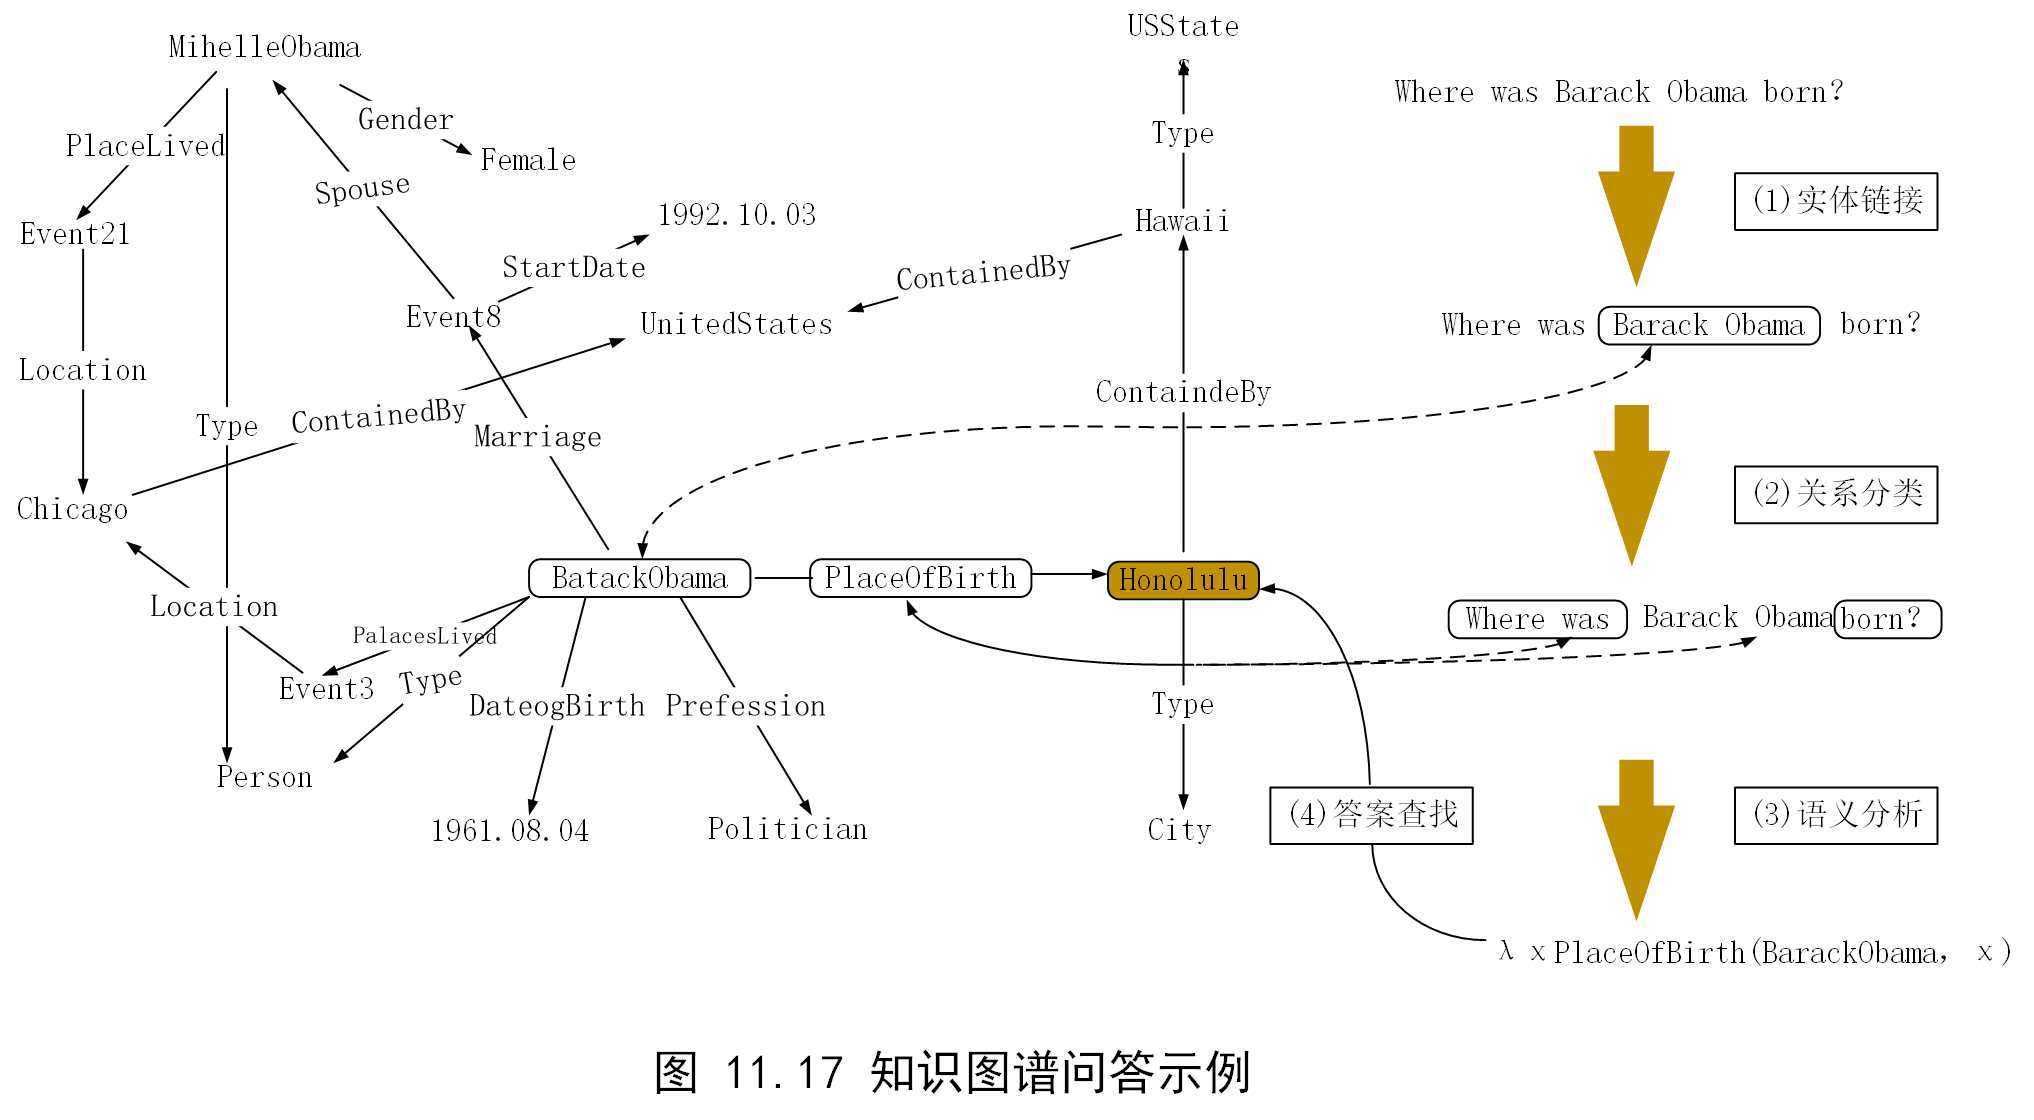 USState
s
MihelleObama
Where was Barack Obama born?
Gender
Type
PlaceLived
Female
Spouse
(1)实体链接
1992.10.03
Hawaii
Event21
StartDate
ContainedBy
Event8
UnitedStates
Where was Barack Obama born?
Location
ContaindeBy
ContainedBy
Type
Marriage
(2)关系分类
Chicago
BatackObama
PlaceOfBirth
Honolulu
Location
Where was Barack Obama born?
PalacesLived
Event3
Type
DateogBirth
Prefession
Type
Person
(4)答案查找
(3)语义分析
1961.08.04
Politician
City
λ x PlaceOfBirth(BarackObama, x)
图 11.17 知识图谱问答示例